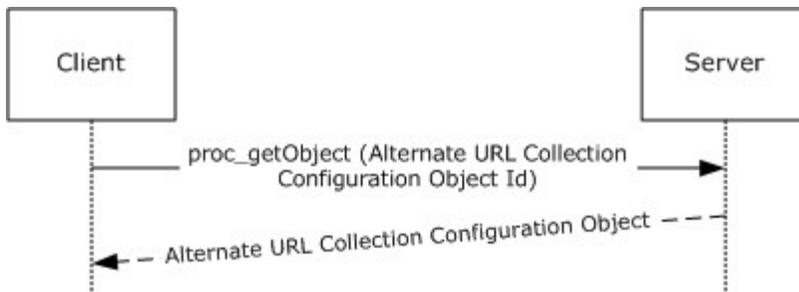 Client
Server
proc_getObject (Alternate URL Collection
Configuration Object Id)
Alternate URL Collection Configuration Object